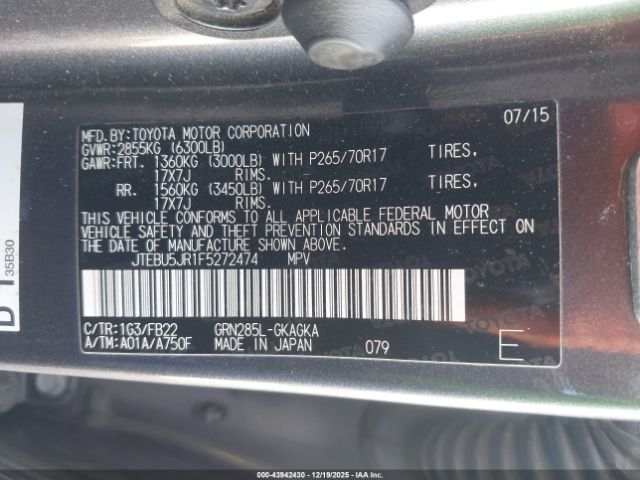 07/15
MFD.BY:TOYOTA MOTOR CORPORATION
GVWR:2855KG (6300LB)
GAWR:FRT. 1360KG (3000LB) WITH P265/70R17 TIRES.
17X7J RIMS.
RR. 1560KG (3450LB) WITH P265/70R17 TIRES.
17X7J RIMS.
THIS VEHICLE CONFORMS TO ALL APPLICABLE FEDERAL MOTOR
VEHICLE SAFETY AND THEFT PREVENTION STANDARDS IN EFFECT
ON THE DATE OF MANUFACTURE SHOWN ABOVE.
JTEBU5JR1F5272474 MPV
C/TR:1G3/FB22 GRN285L-GKAGKA
A/TM:A01A/A750F MADE IN JAPAN 079 E
35B30
000-43942430 | 12/19/2025 | IAA, Inc.